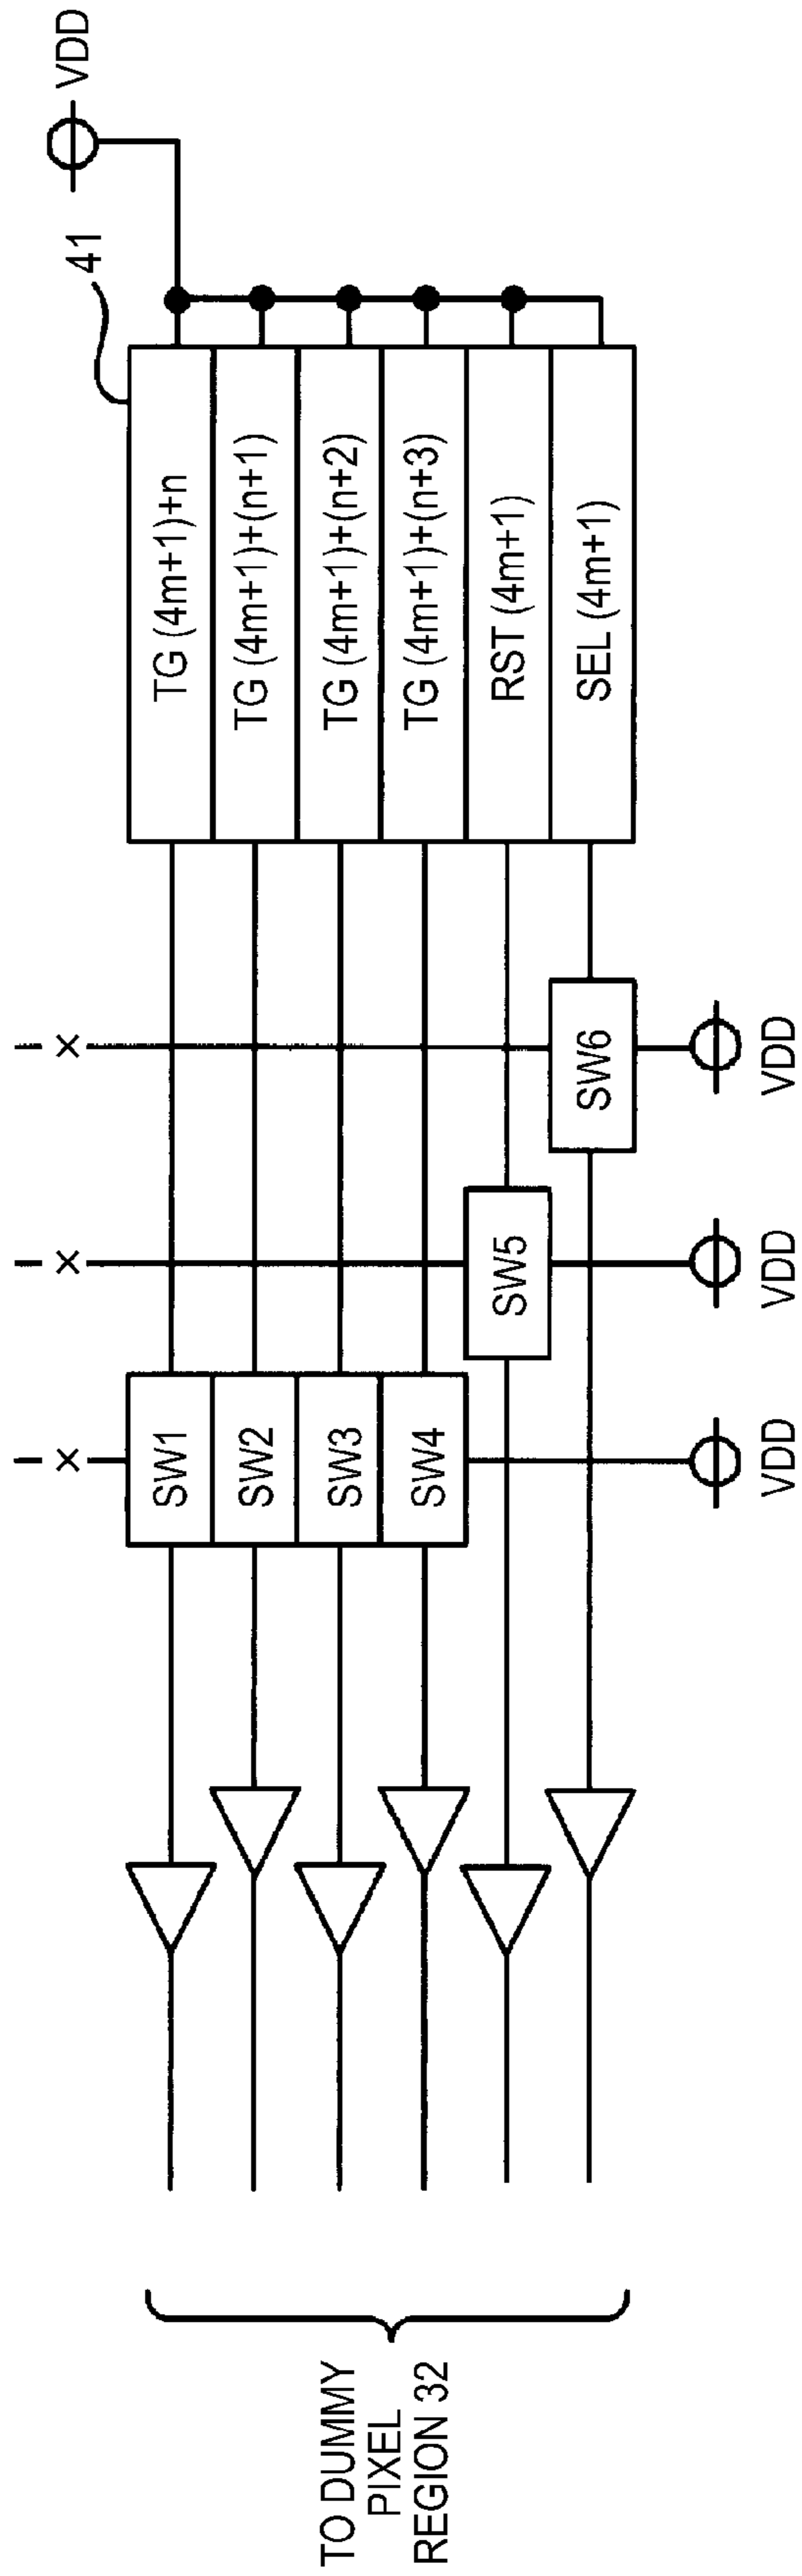 VDD
41
TG (4m+1)+n
TG (4m+1)+(n+1)
TG (4m+1)+(n+2)
TG (4m+1)+(n+3)
RST (4m+1)
SEL (4m+1)
×
×
×
SW6
VDD
SW5
VDD
SW1
SW2
SW3
SW4
VDD
TO DUMMY
PIXEL
REGION 32